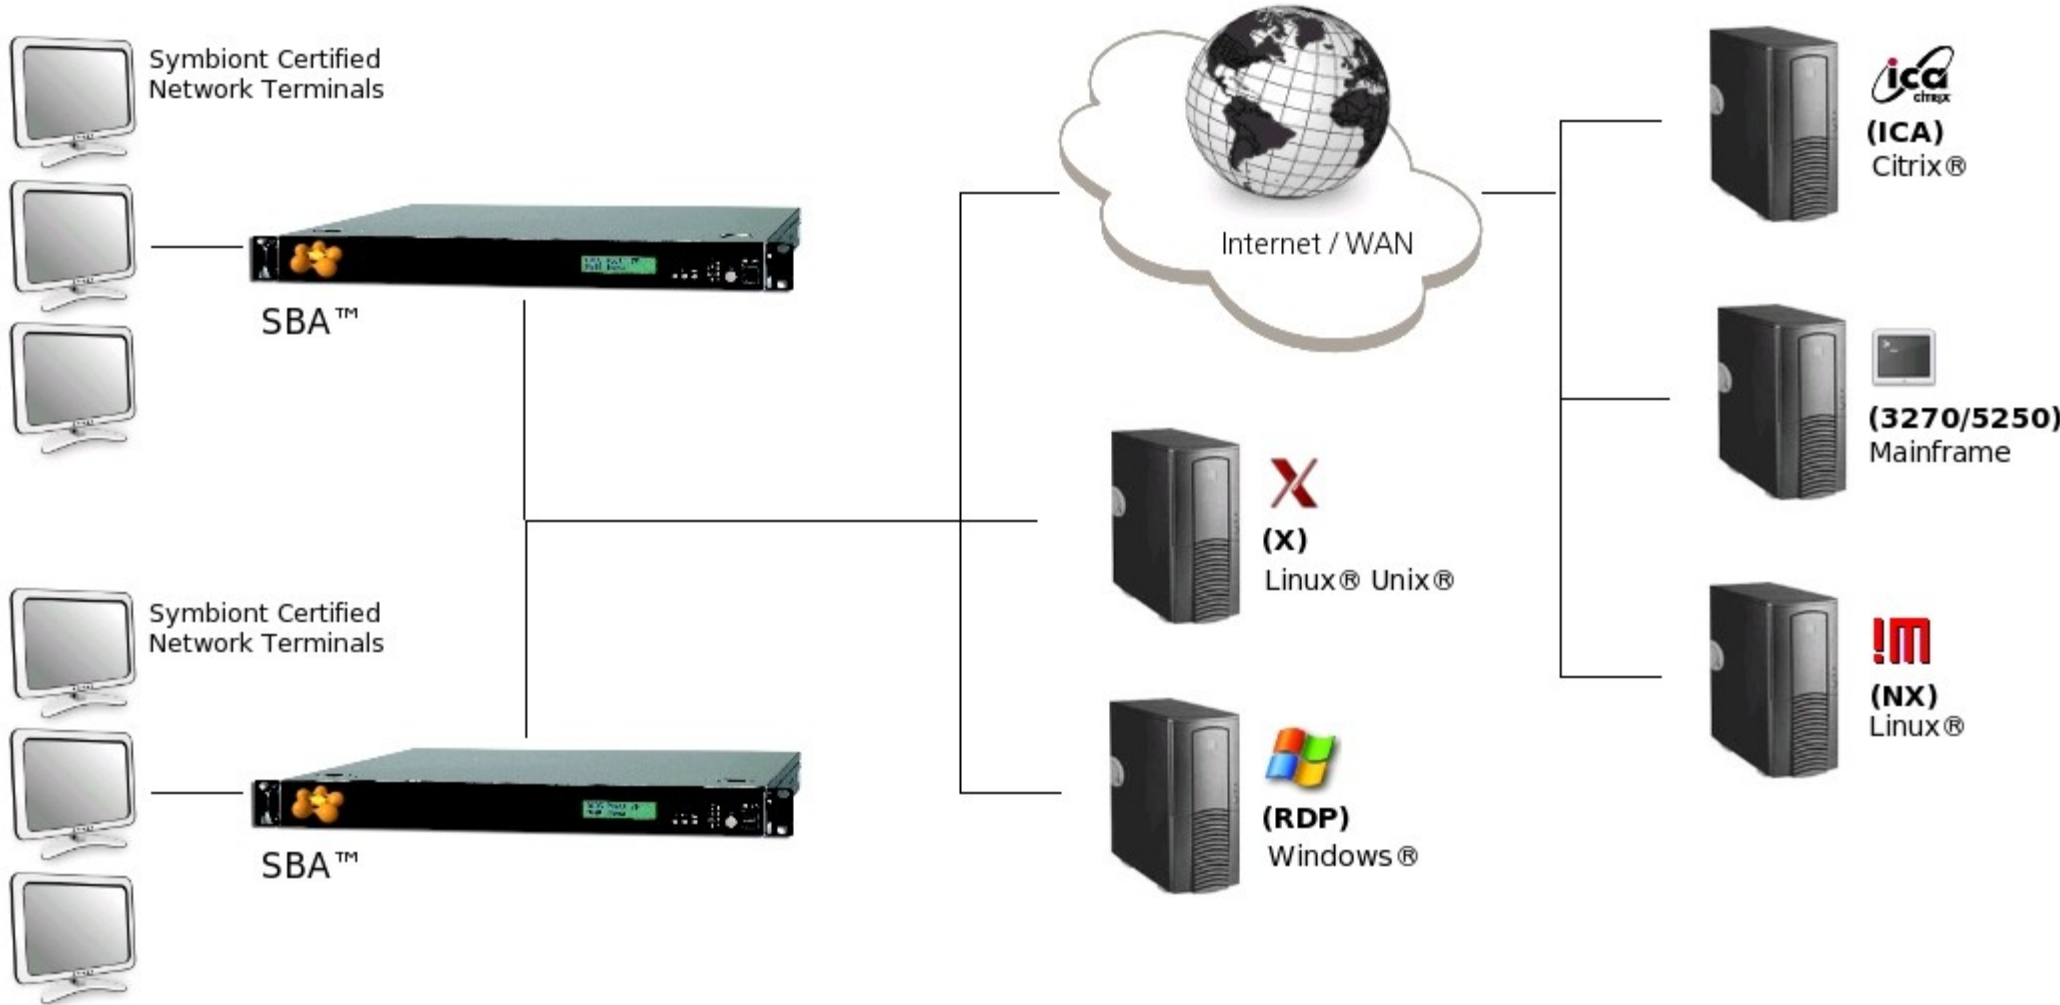 Symbiont Certified
Network Terminals
SBA™
Symbiont Certified
Network Terminals
SBA™
Internet / WAN
X
(X)
Linux® Unix®
(RDP)
Windows®
ica
CITRIX
(ICA)
Citrix®
(3270/5250)
Mainframe
!M
(NX)
Linux®